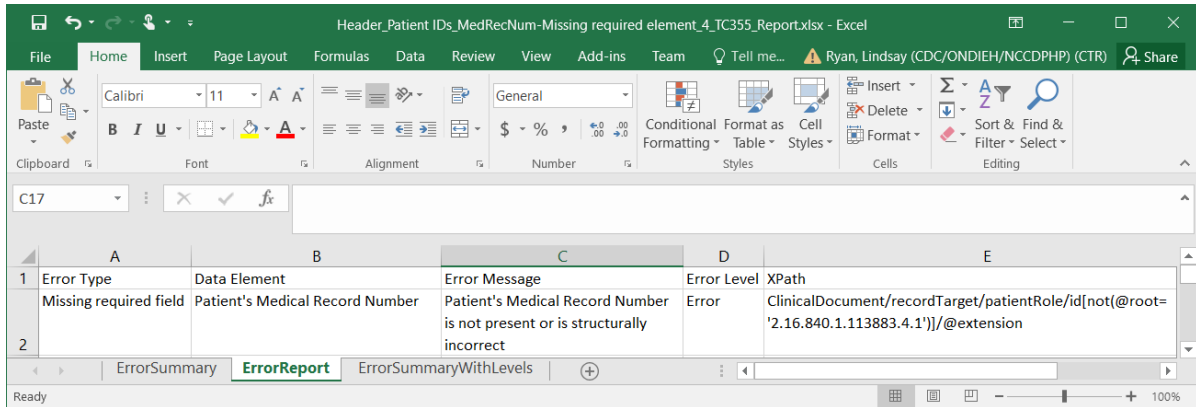 Header_Patient IDs_MedRecNum-Missing required element_4_TC355_Report.xlsx - Excel
File Home Insert Page Layout Formulas Data Review View Add-ins Team Tell me... Ryan, Lindsay (CDC/ONDIEH/NCCDPHP) (CTR) Share
Paste
Calibri 11 A A
B I U A
General
$ % , .0 .00 .00 .0
Conditional Formatting
Format as Table
Cell Styles
Insert
Delete
Format
Sort & Filter
Find & Select
Clipboard Font Alignment Number Styles Cells Editing
C17 fx
A B C D E
1 Error Type Data Element Error Message Error Level XPath
Missing required field Patient's Medical Record Number Patient's Medical Record Number Error ClinicalDocument/recordTarget/patientRole/id[not(@root=
is not present or is structurally '2.16.840.1.113883.4.1')]/@extension
2 incorrect
ErrorSummary ErrorReport ErrorSummaryWithLevels
Ready 100%